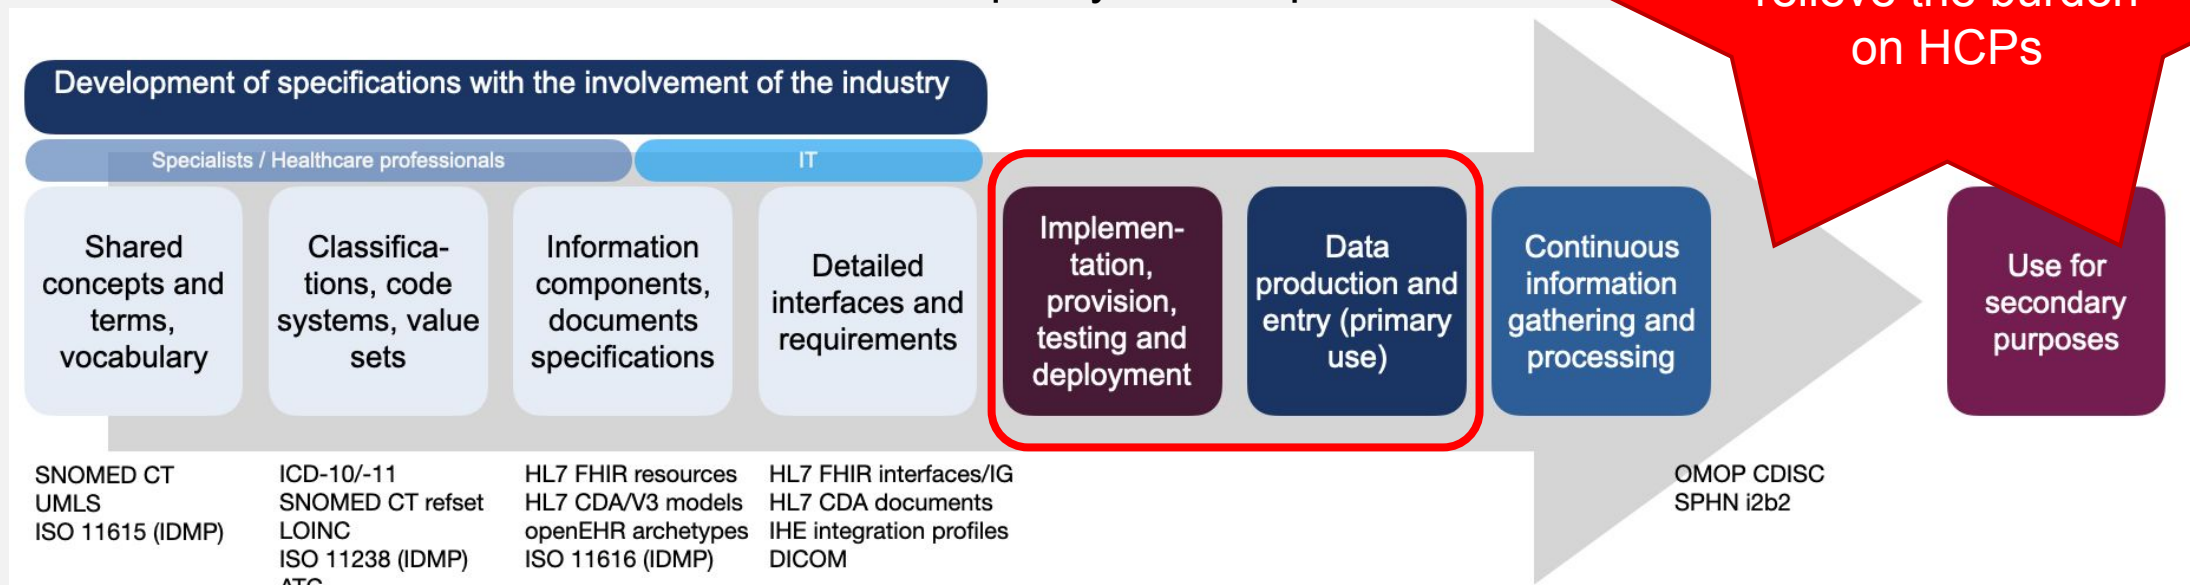 relieve the burden
on HCPs
Development of specifications with the involvement of the industry
Specialists / Healthcare professionals
IT
Shared
concepts and
terms,
vocabulary
Classifica-
tions, code
systems, value
sets
Information
components,
documents
specifications
Detailed
interfaces and
requirements
Implemen-
tation,
provision,
testing and
deployment
Data
production and
entry (primary
use)
Continuous
information
gathering and
processing
Use for
secondary
purposes
SNOMED CT
UMLS
ISO 11615 (IDMP)
ICD-10/-11
SNOMED CT refset
LOINC
ISO 11238 (IDMP)
ATC
HL7 FHIR resources
HL7 CDA/V3 models
openEHR archetypes
ISO 11616 (IDMP)
HL7 FHIR interfaces/IG
HL7 CDA documents
IHE integration profiles
DICOM
OMOP CDISC
SPHN i2b2